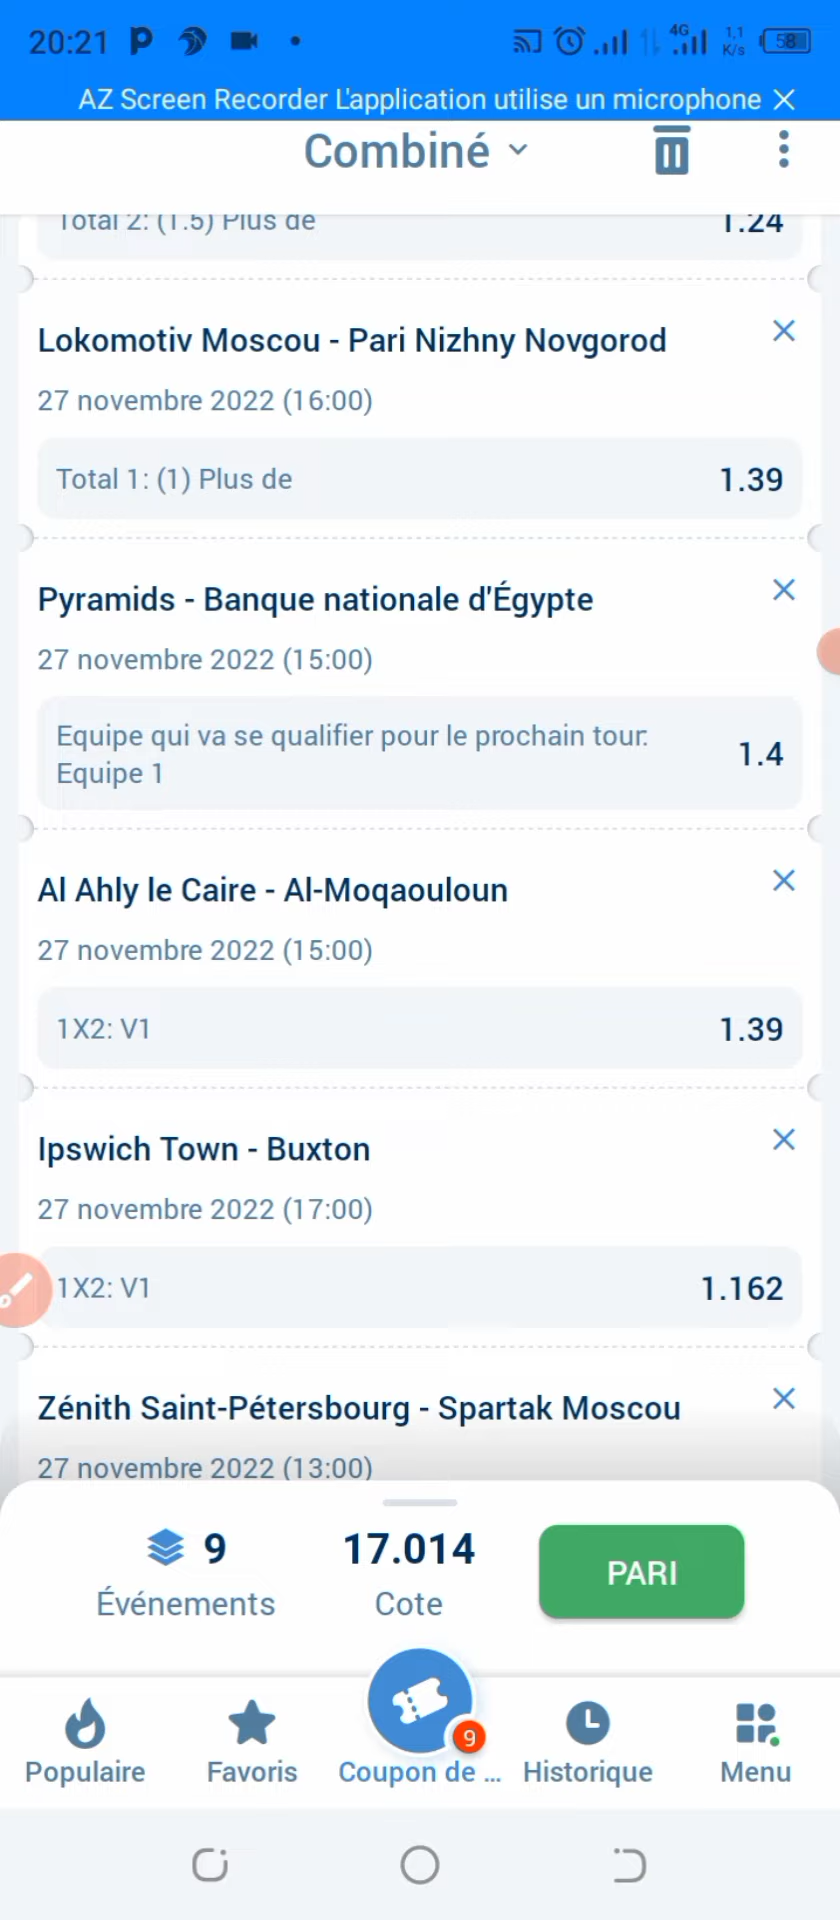 20:21
4G
1,1
K/s
58
AZ Screen Recorder L'application utilise un microphone
Combiné
Total 2: (1.5) Plus de
1.24
Lokomotiv Moscou - Pari Nizhny Novgorod
27 novembre 2022 (16:00)
Total 1: (1) Plus de
1.39
Pyramids - Banque nationale d'Égypte
27 novembre 2022 (15:00)
Equipe qui va se qualifier pour le prochain tour:
Equipe 1
1.4
Al Ahly le Caire - Al-Moqaouloun
27 novembre 2022 (15:00)
1X2: V1
1.39
Ipswich Town - Buxton
27 novembre 2022 (17:00)
1X2: V1
1.162
Zénith Saint-Pétersbourg - Spartak Moscou
27 novembre 2022 (13:00)
9
17.014
PARI
Événements
Cote
9
Populaire
Favoris
Coupon de ...
Historique
Menu